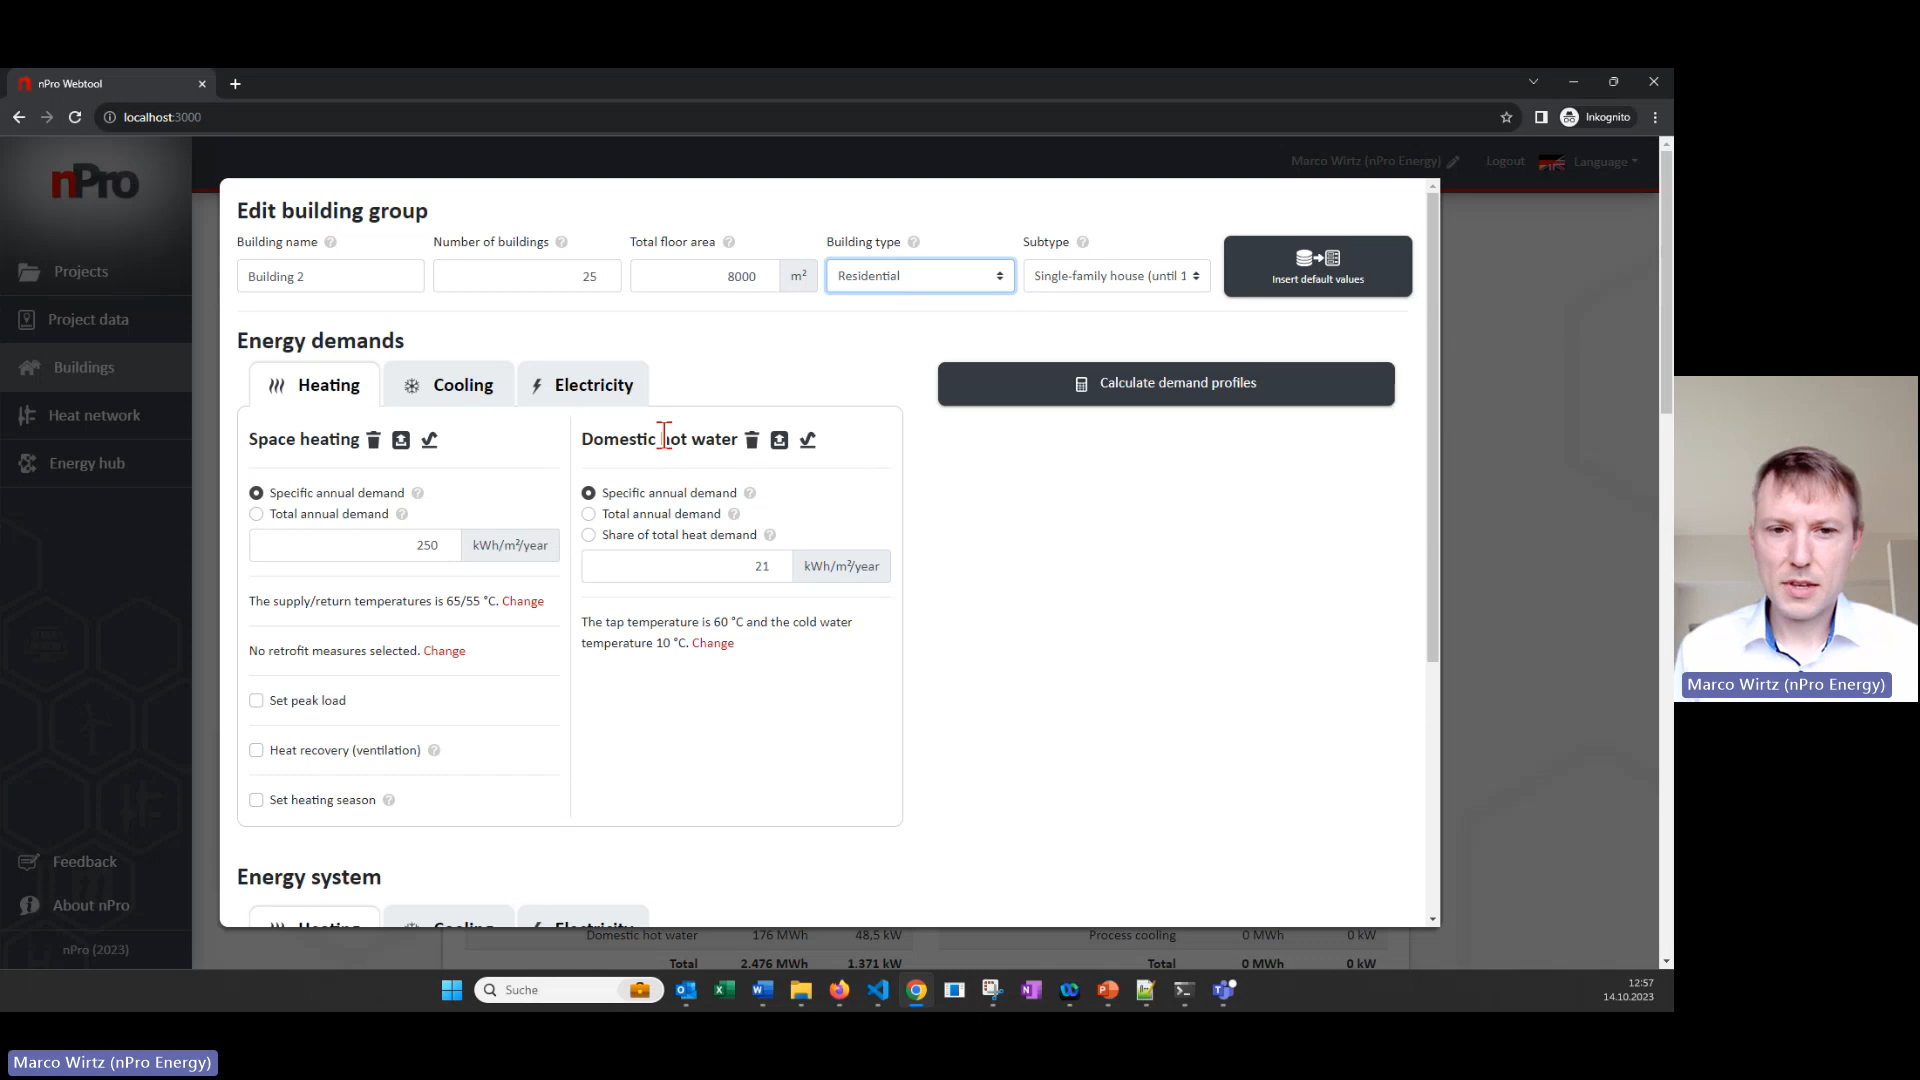 nPro Webtool
localhost:3000
Inkognito
nPro
Marco Wirtz (nPro Energy)
Logout
Language
Projects
Project data
Buildings
Heat network
Energy hub
Feedback
About nPro
nPro (2023)
Edit building group
Building name
Number of buildings
Total floor area
Building type
Subtype
Building 2
25
8000
m²
Residential
Single-family house (until 1
Insert default values
Energy demands
Heating
Cooling
Electricity
Calculate demand profiles
Space heating
Specific annual demand
Total annual demand
250
kWh/m²/year
The supply/return temperatures is 65/55 °C. Change
No retrofit measures selected. Change
Set peak load
Heat recovery (ventilation)
Set heating season
Domestic hot water
Specific annual demand
Total annual demand
Share of total heat demand
21
kWh/m²/year
The tap temperature is 60 °C and the cold water
temperature 10 °C. Change
Energy system
Heating
Cooling
Electricity
Domestic hot water 176 MWh 48,5 kW
Process cooling 0 MWh 0 kW
Total 2.476 MWh 1.371 kW
Total 0 MWh 0 kW
Suche
12:57
14.10.2023
Marco Wirtz (nPro Energy)
Marco Wirtz (nPro Energy)